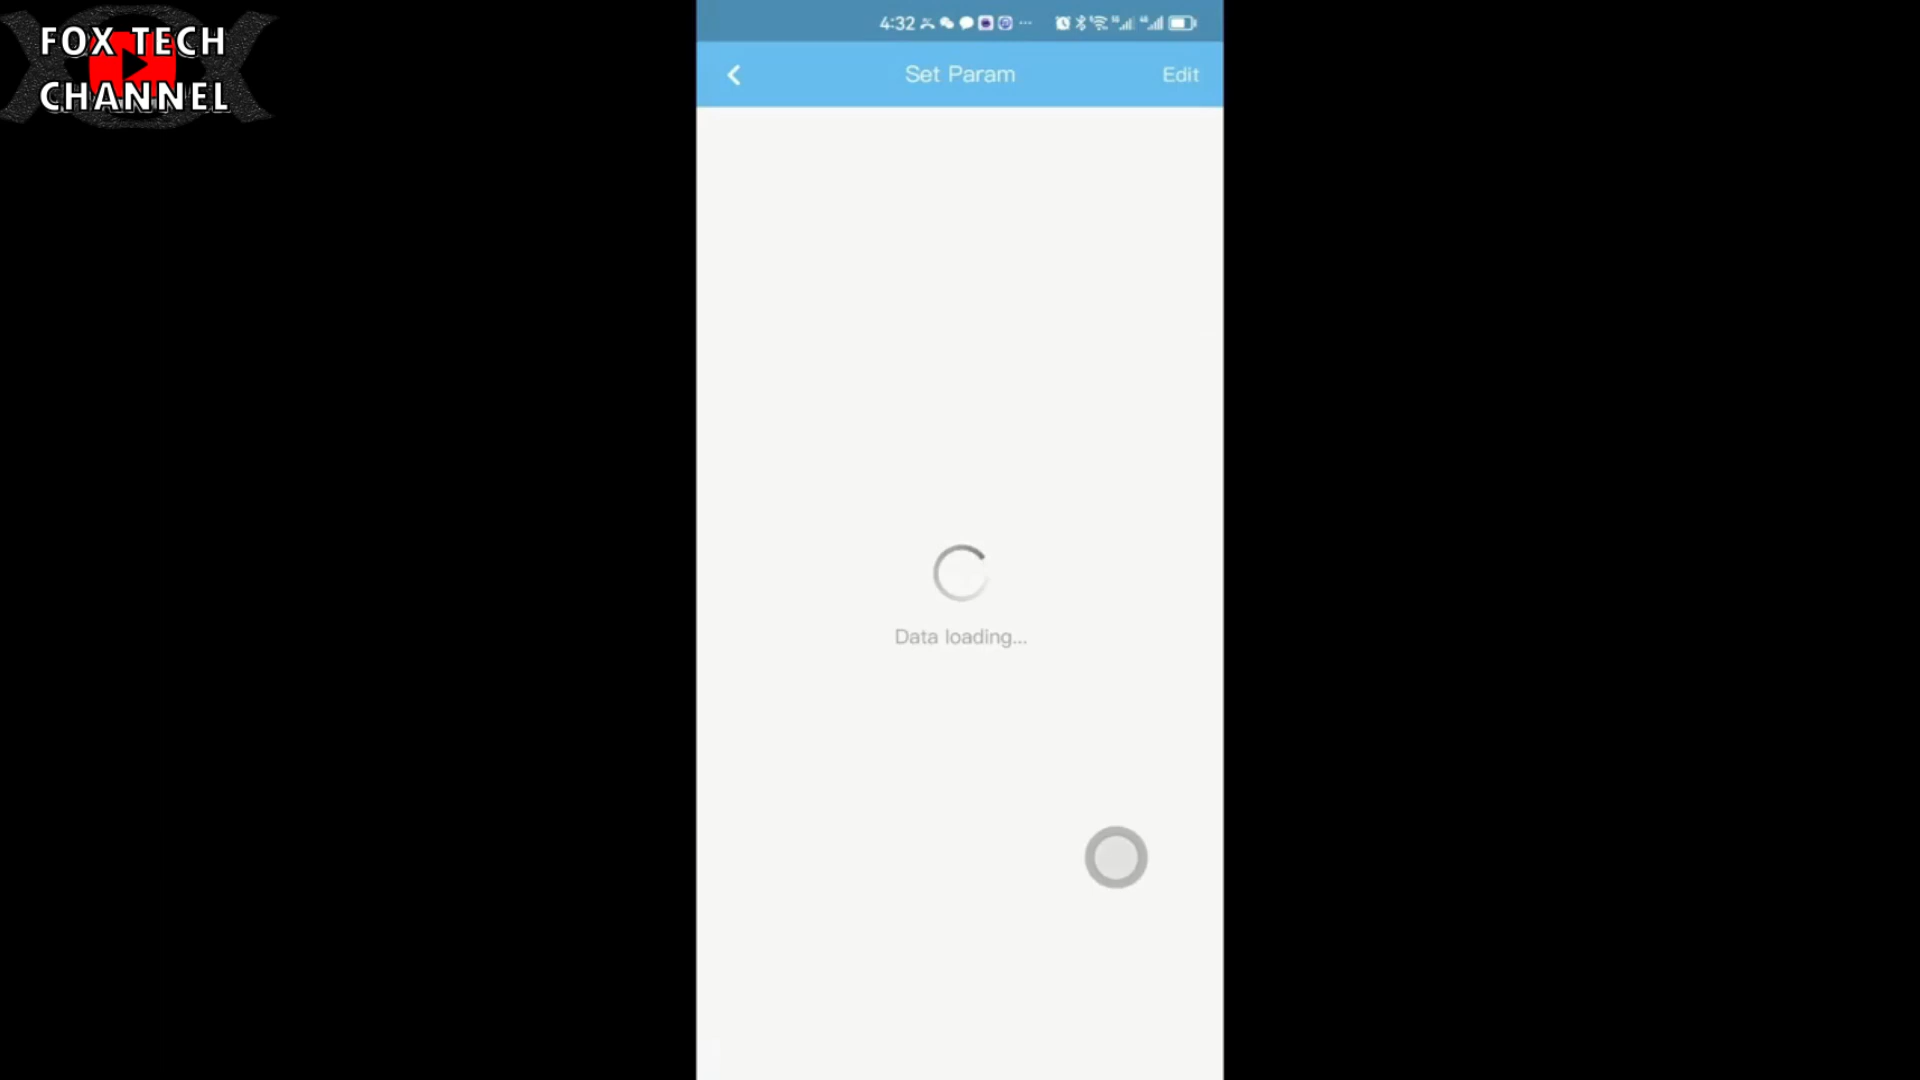 FOX TECH
CHANNEL
4:32
Set Param
Edit
Data loading...